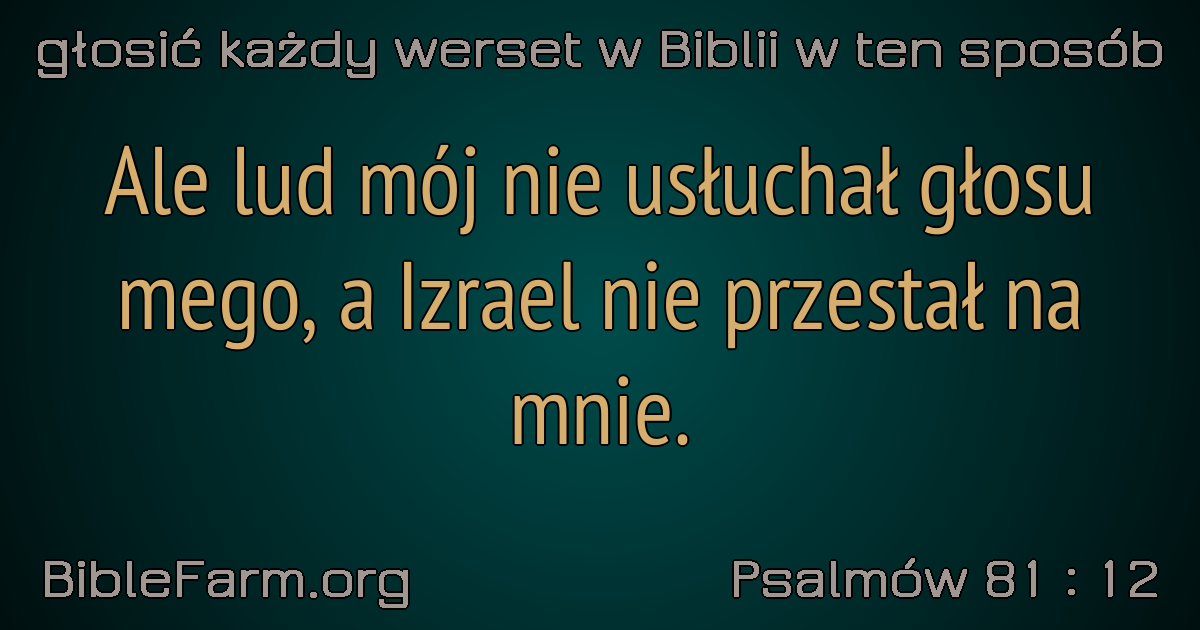 głosić każdy werset w Biblii w ten sposób
Ale lud mój nie usłuchał głosu
mego, a Izrael nie przestał na
mnie.
BibleFarm.org
Psalmów 81 : 12